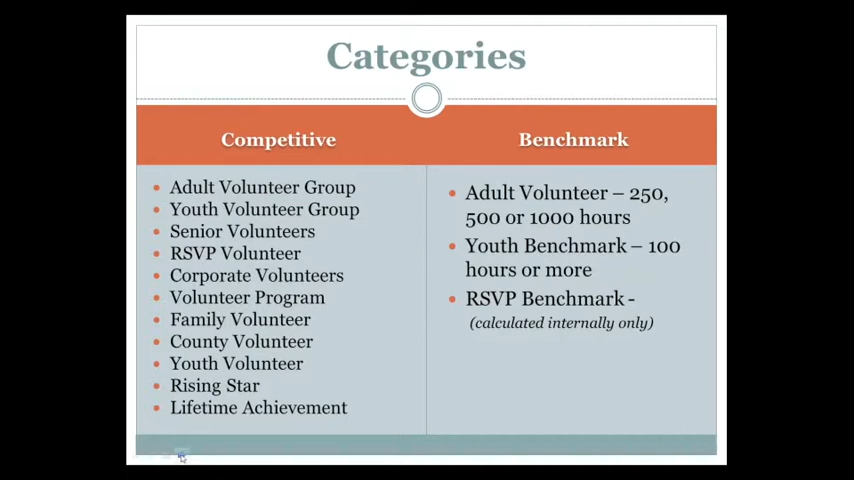 Categories
Competitive
Adult Volunteer Group
Youth Volunteer Group
Senior Volunteers
RSVP Volunteer
Corporate Volunteers
Volunteer Program
Family Volunteer
County Volunteer
Youth Volunteer
Rising Star
Lifetime Achievement
Benchmark
Adult Volunteer – 250,
500 or 1000 hours
Youth Benchmark – 100
hours or more
RSVP Benchmark -
(calculated internally only)